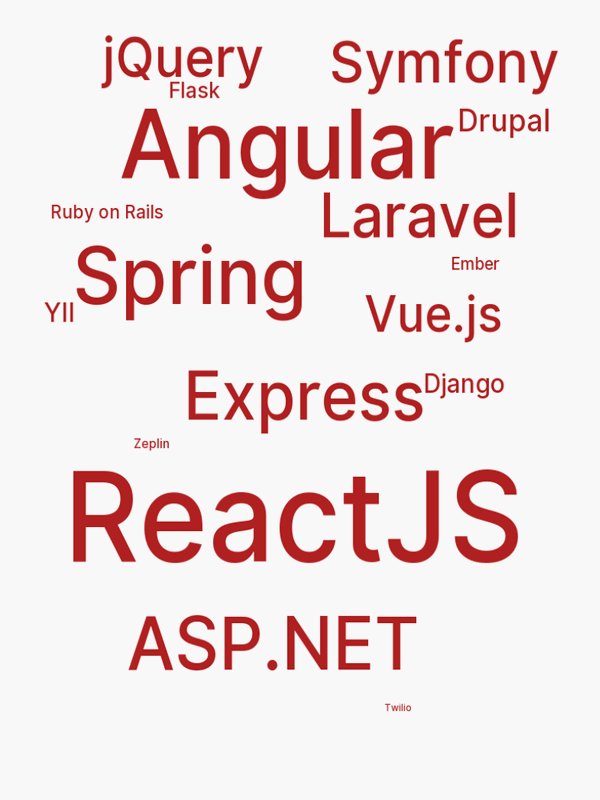 jQuery
Symfony
Flask
Angular
Drupal
Ruby on Rails
Laravel
Spring
Ember
YII
Vue.js
Express
Django
Zeplin
ReactJS
ASP.NET
Twilio